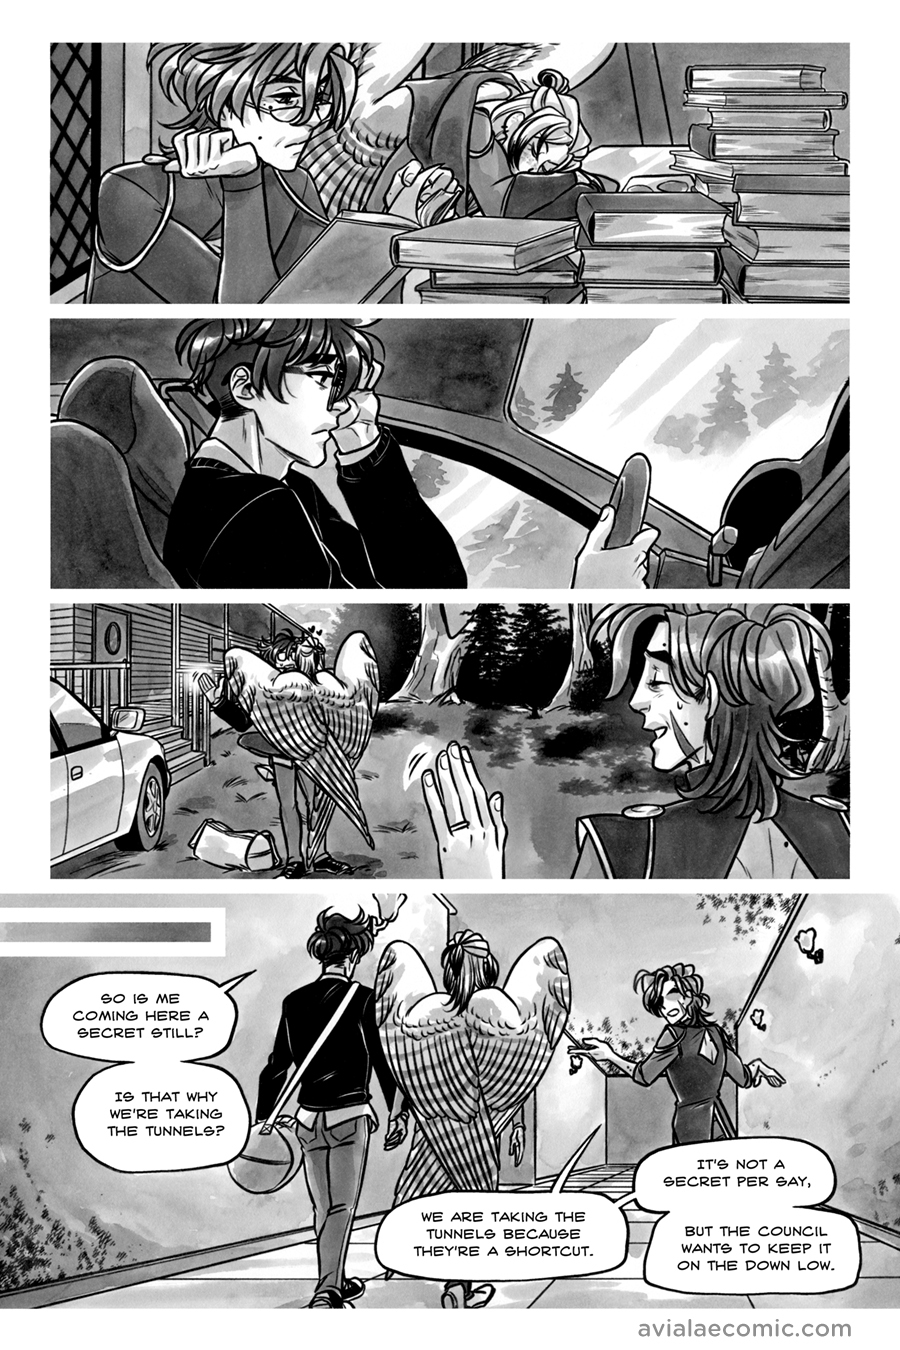 SO IS ME
COMING HERE A
SECRET STILL?
IS THAT WHY
WE'RE TAKING
THE TUNNELS?
IT'S NOT A
SECRET PER SAY,
WE ARE TAKING THE
TUNNELS BECAUSE
THEY'RE A SHORTCUT.
BUT THE COUNCIL
WANTS TO KEEP IT
ON THE DOWN LOW.
avialaecomic.com